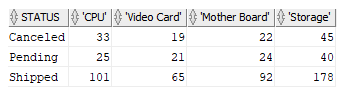 STATUS 'CPU' 'Video Card' 'Mother Board' 'Storage'
Canceled 33 19 22 45
Pending 25 21 24 40
Shipped 101 65 92 178